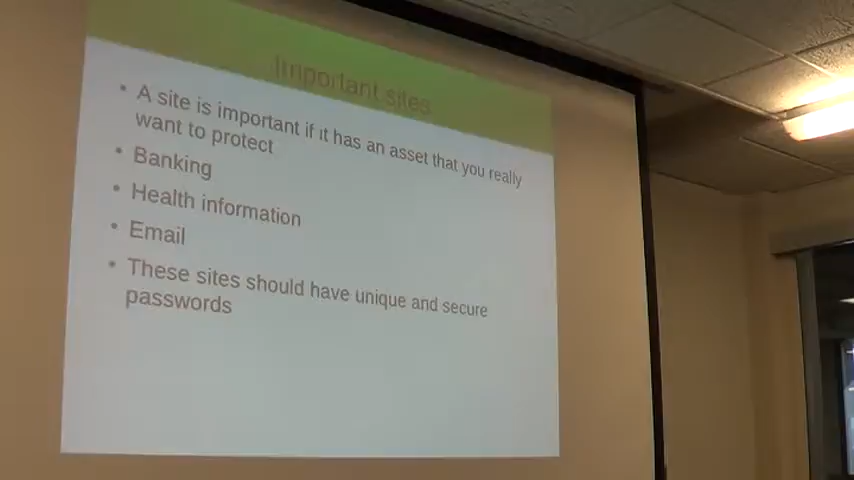 Important sites
• A site is important if it has an asset that you really
want to protect
• Banking
• Health information
• Email
• These sites should have unique and secure
passwords